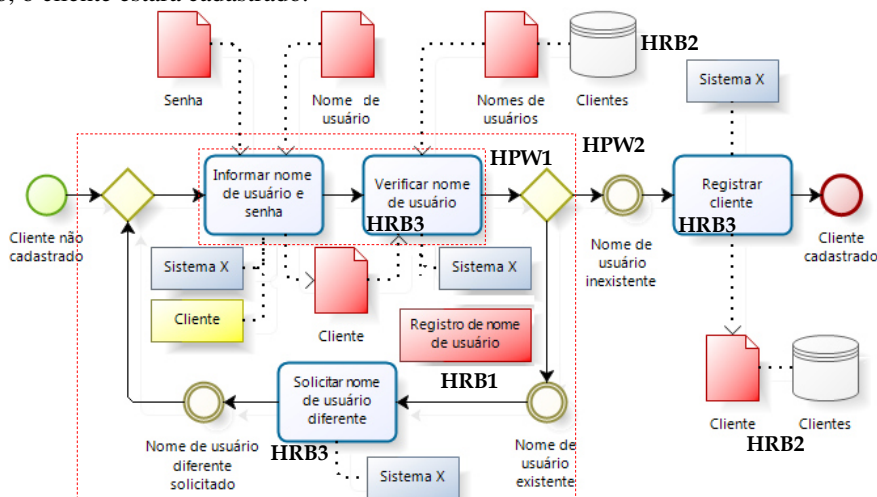 o, o cliente estará cadastrado.
HRB2
Sistema X
Senha
Nome de
usuário
Nomes de
usuários
Clientes
HPW1
HPW2
Informar nome
de usuário e
senha
Verificar nome
de usuário
HRB3
Registrar
cliente
HRB3
Cliente não
cadastrado
Nome de
usuário
inexistente
Cliente
cadastrado
Sistema X
Sistema X
Cliente
Cliente
Registro de nome
de usuário
HRB1
Solicitar nome
de usuário
diferente
HRB3
Nome de usuário
diferente
solicitado
Nome de
usuário
existente
Sistema X
Cliente
Clientes
HRB2